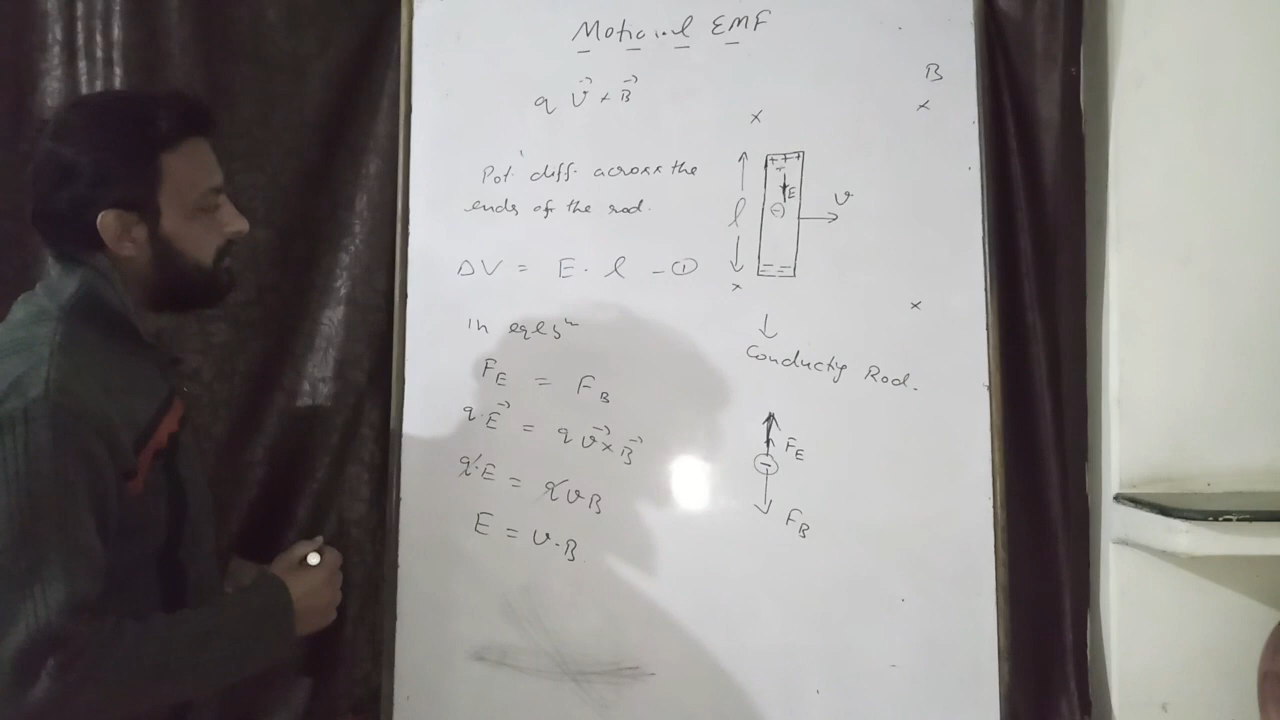 Motional EMF
q v⃗ × B⃗
B
× ×
Pot. diff. across the
ends of the rod.
ΔV = E · l - ①
+ + +
-
E
l
v
= =
× ×
In eqlbm
Conducting Rod.
F_E = F_B
q·E⃗ = q v⃗ × B⃗
q·E = q v B
E = v·B
F_E
-
F_B